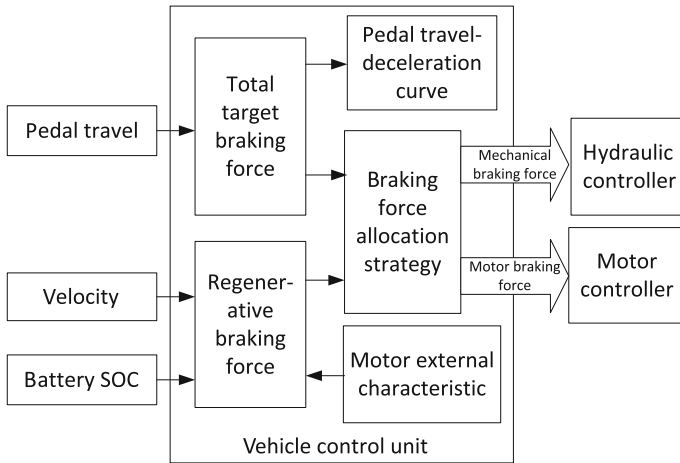 Pedal travel
Velocity
Battery SOC
Total
target
braking
force
Regener-
ative
braking
force
Pedal travel-
deceleration
curve
Braking
force
allocation
strategy
Motor external
characteristic
Vehicle control unit
Mechanical
braking force
Motor braking
force
Hydraulic
controller
Motor
controller